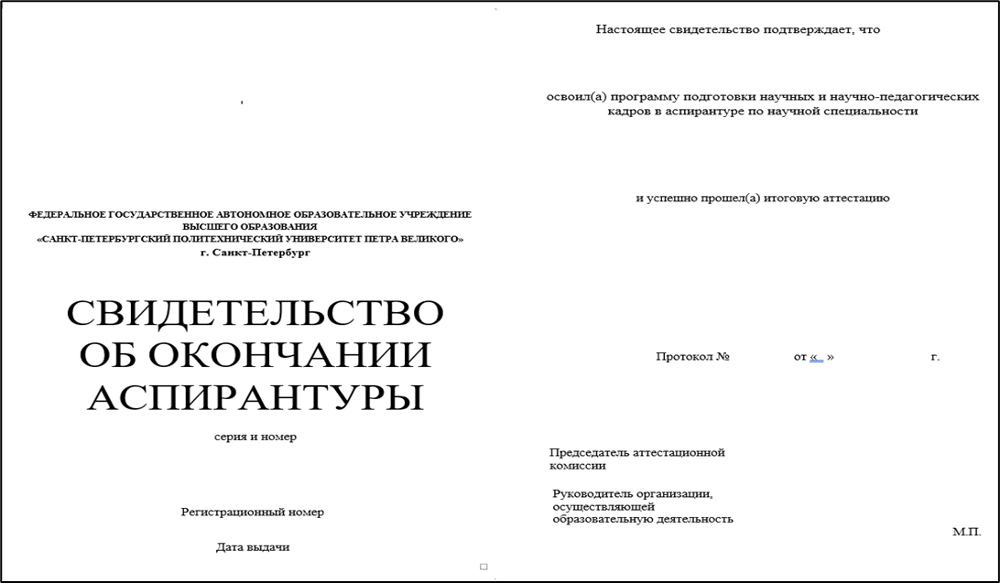 ФЕДЕРАЛЬНОЕ ГОСУДАРСТВЕННОЕ АВТОНОМНОЕ ОБРАЗОВАТЕЛЬНОЕ УЧРЕЖДЕНИЕ
ВЫСШЕГО ОБРАЗОВАНИЯ
«САНКТ-ПЕТЕРБУРГСКИЙ ПОЛИТЕХНИЧЕСКИЙ УНИВЕРСИТЕТ ПЕТРА ВЕЛИКОГО»
г. Санкт-Петербург
СВИДЕТЕЛЬСТВО
ОБ ОКОНЧАНИИ
АСПИРАНТУРЫ
серия и номер
Регистрационный номер
Дата выдачи
Настоящее свидетельство подтверждает, что
освоил(а) программу подготовки научных и научно-педагогических
кадров в аспирантуре по научной специальности
и успешно прошел(а) итоговую аттестацию
Протокол № от «_ » г.
Председатель аттестационной
комиссии
Руководитель организации,
осуществляющей
образовательную деятельность
М.П.